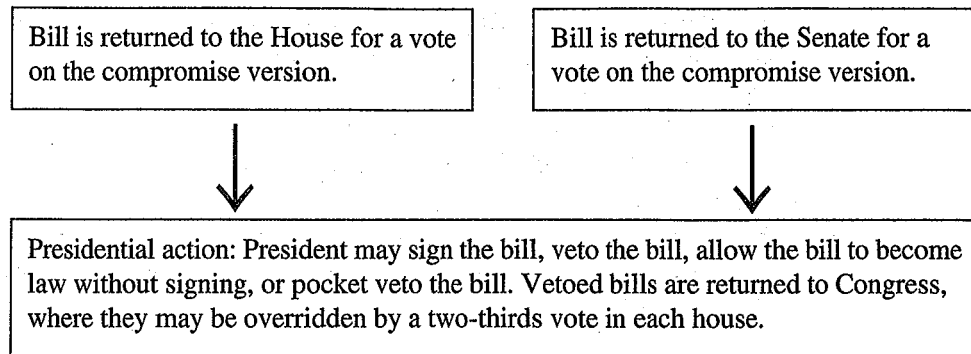 Bill is returned to the House for a vote
on the compromise version.
Bill is returned to the Senate for a
vote on the compromise version.
Presidential action: President may sign the bill, veto the bill, allow the bill to become
law without signing, or pocket veto the bill. Vetoed bills are returned to Congress,
where they may be overridden by a two-thirds vote in each house.